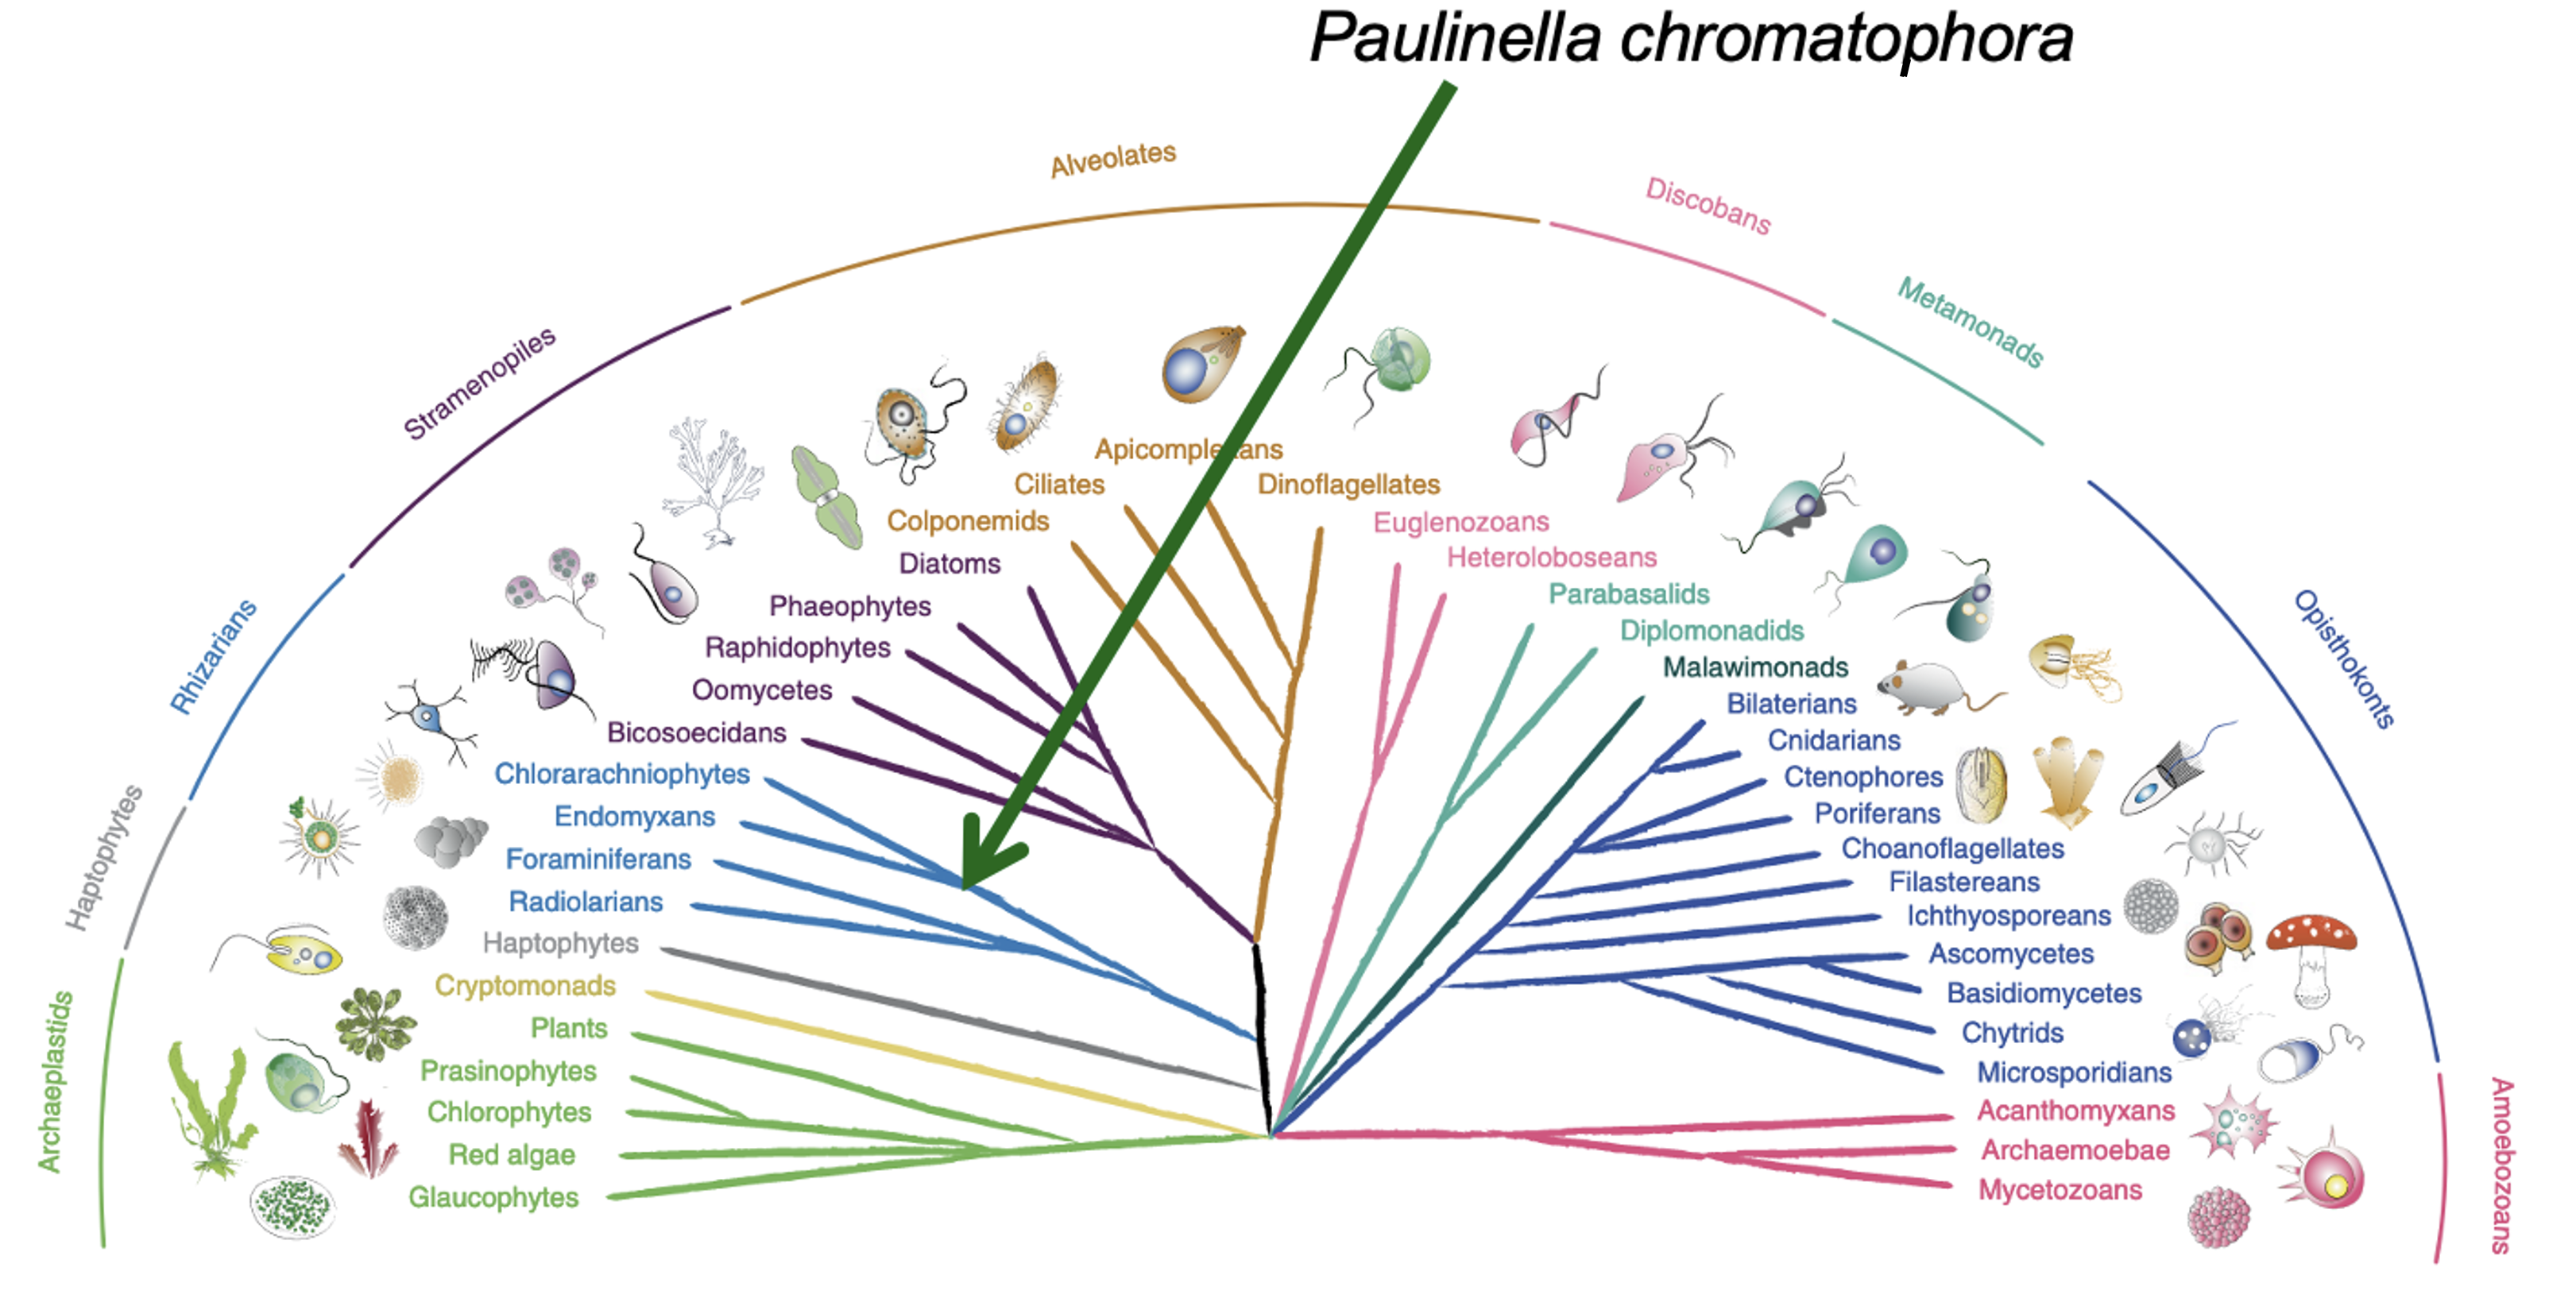 Paulinella chromatophora
Alveolates
Discobans
Metamonads
Stramenopiles
Opisthokonts
Rhizarians
Haptophytes
Archaeplastids
Amoebozoans
Apicomplexans
Ciliates
Dinoflagellates
Colponemids
Euglenozoans
Diatoms
Heteroloboseans
Phaeophytes
Parabasalids
Raphidophytes
Diplomonadids
Oomycetes
Malawimonads
Bicosoecidans
Bilaterians
Chlorarachniophytes
Cnidarians
Endomyxans
Ctenophores
Foraminiferans
Poriferans
Radiolarians
Choanoflagellates
Haptophytes
Filastereans
Cryptomonads
Ichthyosporeans
Plants
Ascomycetes
Prasinophytes
Basidiomycetes
Chlorophytes
Chytrids
Red algae
Microsporidians
Glaucophytes
Acanthomyxans
Archaemoebae
Mycetozoans